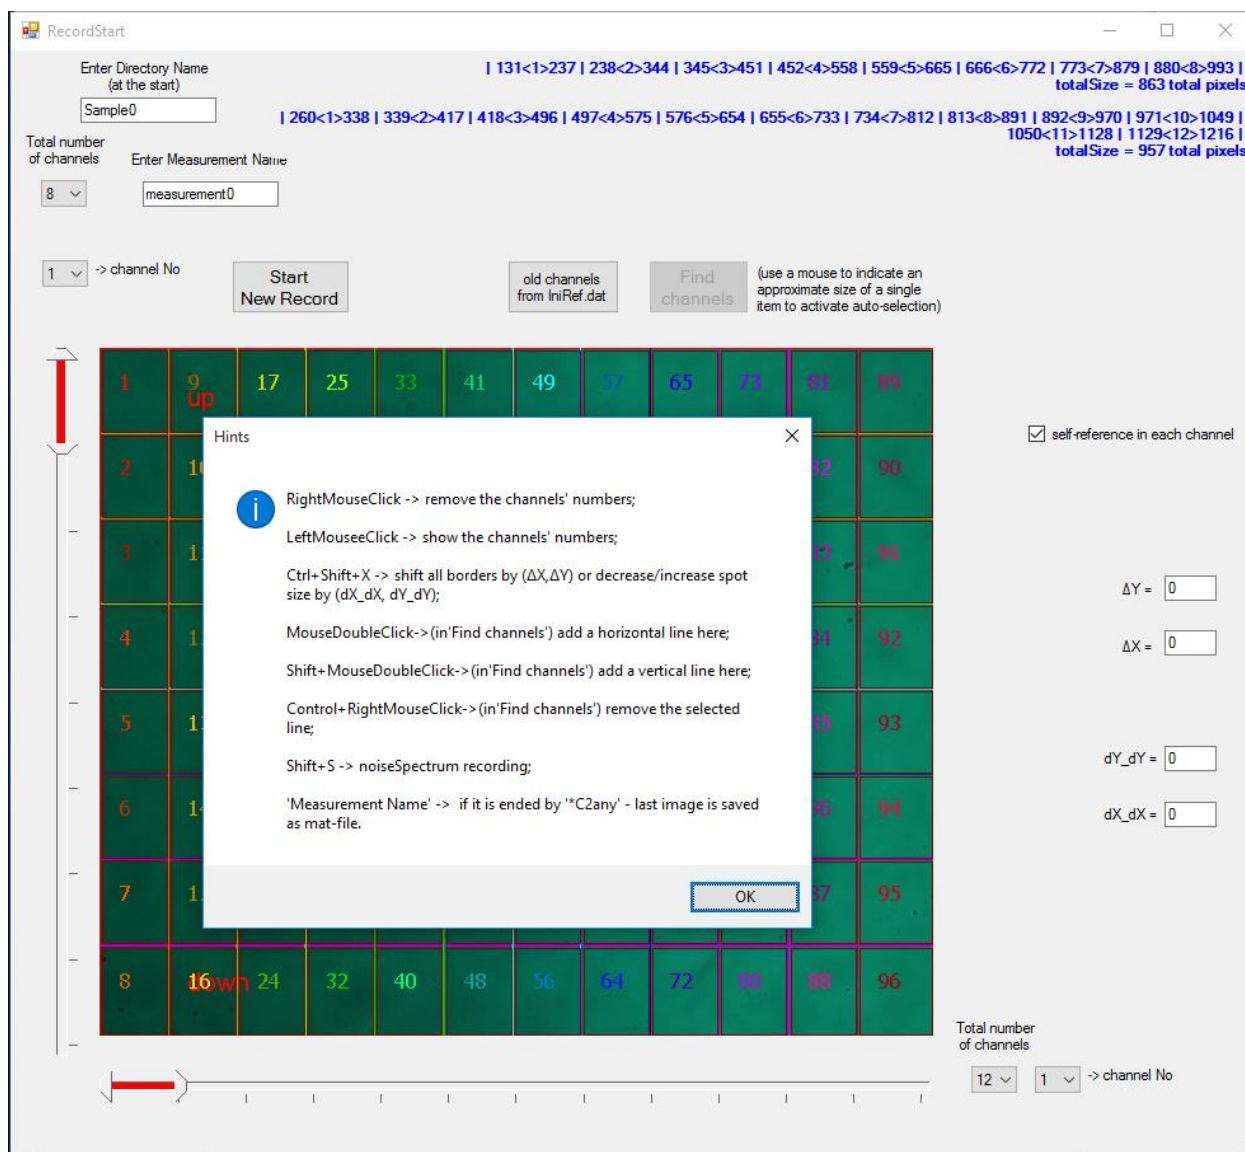 RecordStart
Enter Directory Name
(at the start)
Sample0
| 131<1>237 | 238<2>344 | 345<3>451 | 452<4>558 | 559<5>665 | 666<6>772 | 773<7>879 | 880<8>993 |
totalSize = 863 total pixels
| 260<1>338 | 339<2>417 | 418<3>496 | 497<4>575 | 576<5>654 | 655<6>733 | 734<7>812 | 813<8>891 | 892<9>970 | 971<10>1049 |
1050<11>1128 | 1129<12>1216 |
totalSize = 957 total pixels
Total number
of channels
8
Enter Measurement Name
measurement0
1 -> channel No
Start
New Record
old channels
from IniRef.dat
Find
channels
(use a mouse to indicate an
approximate size of a single
item to activate auto-selection)
1 9 17 25 33 41 49 57 65 73 81 89
up
2 90
3 91
4 92
5 93
6 94
7 95
8 16 24 32 40 48 56 64 72 80 88 96
down
Hints
RightMouseClick -> remove the channels' numbers;
LeftMouseeClick -> show the channels' numbers;
Ctrl+Shift+X -> shift all borders by (ΔX,ΔY) or decrease/increase spot
size by (dX_dX, dY_dY);
MouseDoubleClick->(in'Find channels') add a horizontal line here;
Shift+MouseDoubleClick->(in'Find channels') add a vertical line here;
Control+RightMouseClick->(in'Find channels') remove the selected
line;
Shift+S -> noiseSpectrum recording;
'Measurement Name' -> if it is ended by '*C2any' - last image is saved
as mat-file.
OK
self-reference in each channel
ΔY = 0
ΔX = 0
dY_dY = 0
dX_dX = 0
Total number
of channels
12 1 -> channel No